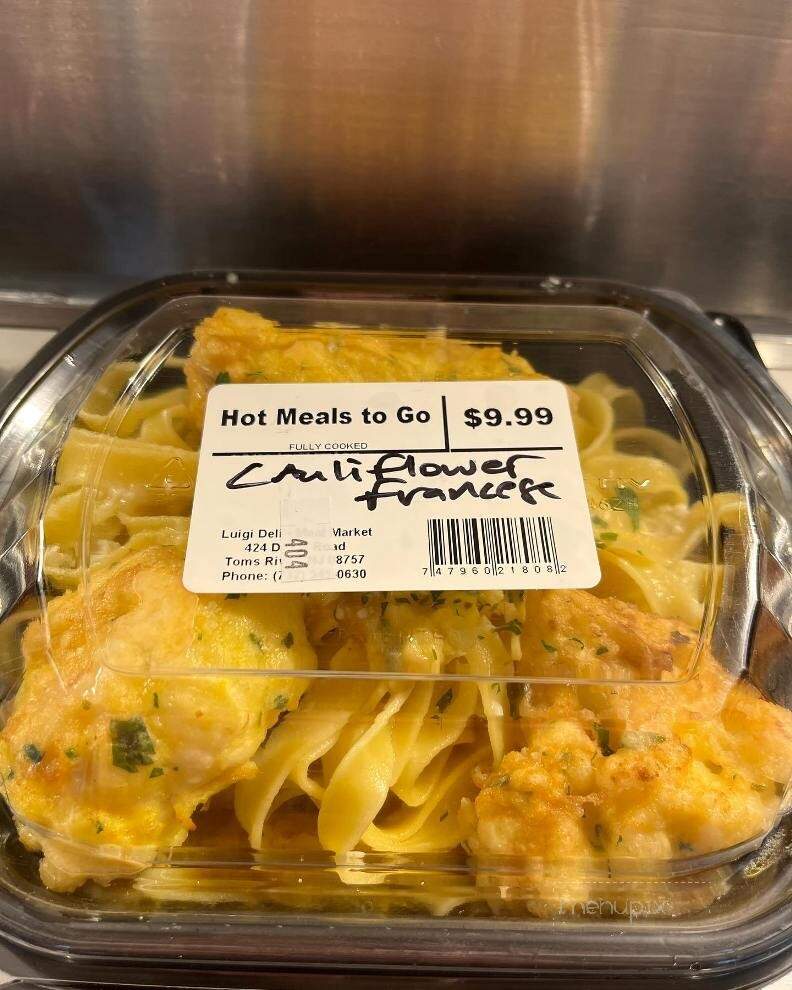 Hot Meals to Go $9.99
FULLY COOKED
Cauliflower
Francese
Luigi Deli Market
424 D
Toms Ri 8757
Phone: (7 0630
404
7 47960 21808 2
menupix